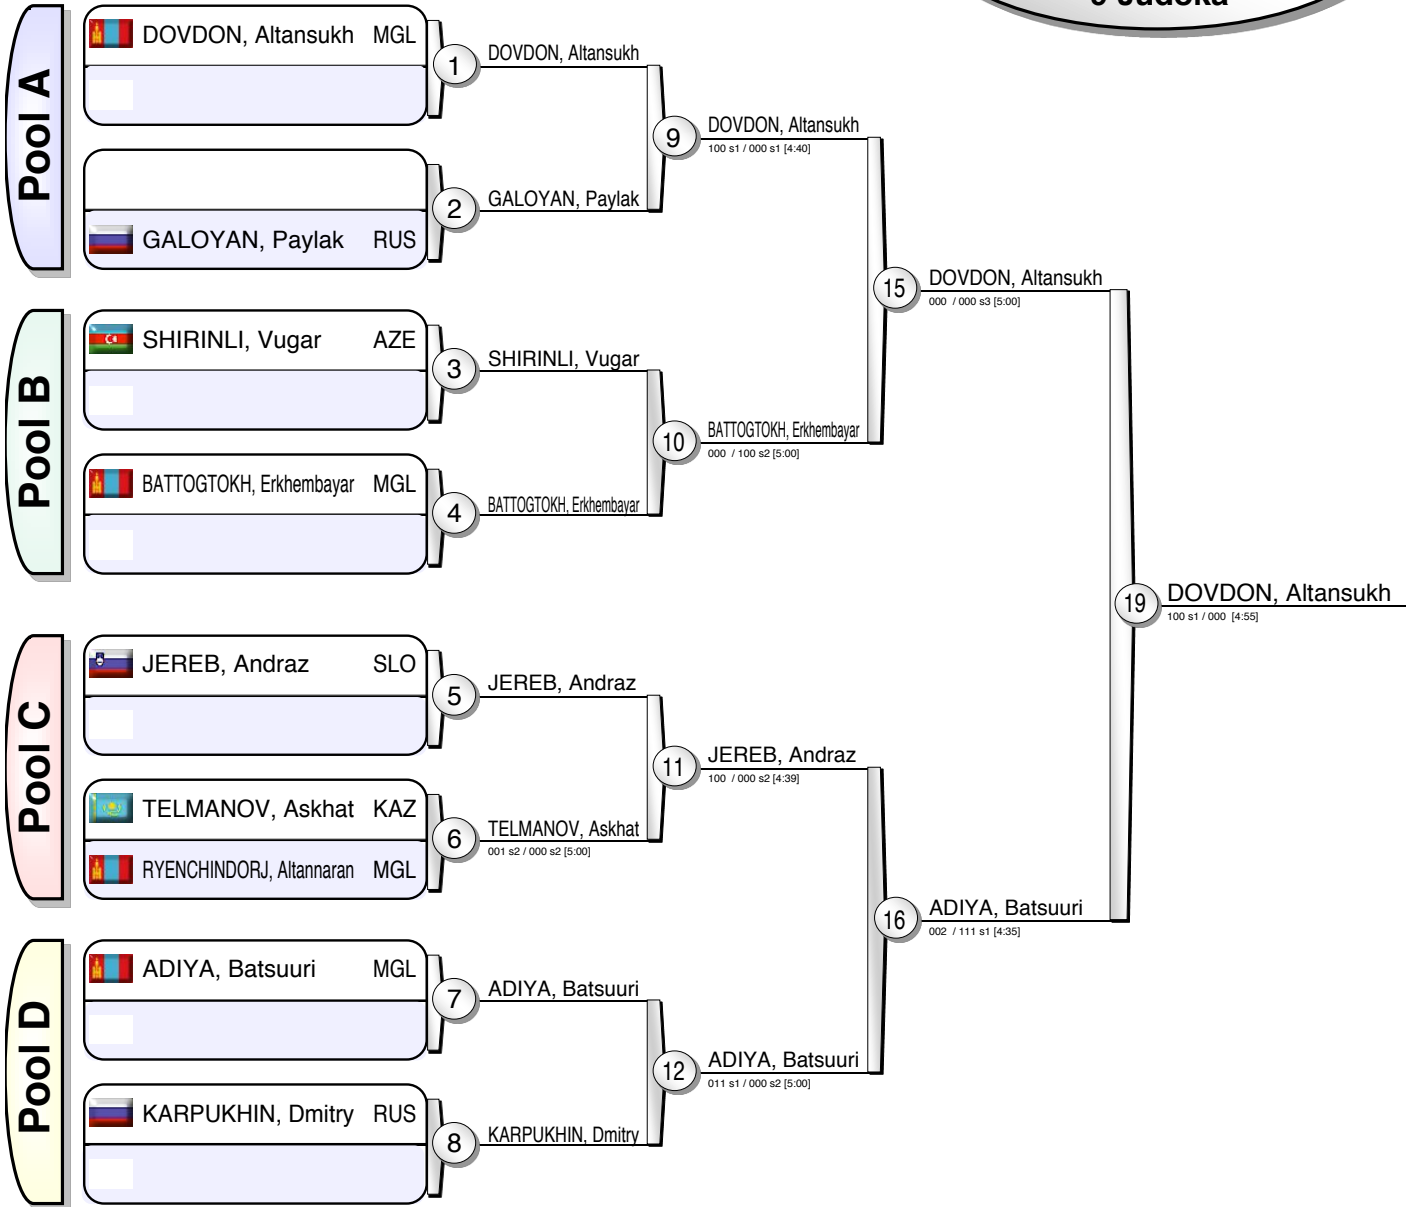 9 Judoka
Pool A
DOVDON, Altansukh MGL
GALOYAN, Paylak RUS
1
DOVDON, Altansukh
2
GALOYAN, Paylak
9
DOVDON, Altansukh
100 s1 / 000 s1 [4:40]
Pool B
SHIRINLI, Vugar AZE
BATTOGTOKH, Erkhembayar MGL
3
SHIRINLI, Vugar
4
BATTOGTOKH, Erkhembayar
10
BATTOGTOKH, Erkhembayar
000 / 100 s2 [5:00]
15
DOVDON, Altansukh
000 / 000 s3 [5:00]
Pool C
JEREB, Andraz SLO
TELMANOV, Askhat KAZ
RYENCHINDORJ, Altannaran MGL
5
JEREB, Andraz
6
TELMANOV, Askhat
001 s2 / 000 s2 [5:00]
11
JEREB, Andraz
100 / 000 s2 [4:39]
Pool D
ADIYA, Batsuuri MGL
KARPUKHIN, Dmitry RUS
7
ADIYA, Batsuuri
8
KARPUKHIN, Dmitry
12
ADIYA, Batsuuri
011 s1 / 000 s2 [5:00]
16
ADIYA, Batsuuri
002 / 111 s1 [4:35]
19
DOVDON, Altansukh
100 s1 / 000 [4:55]